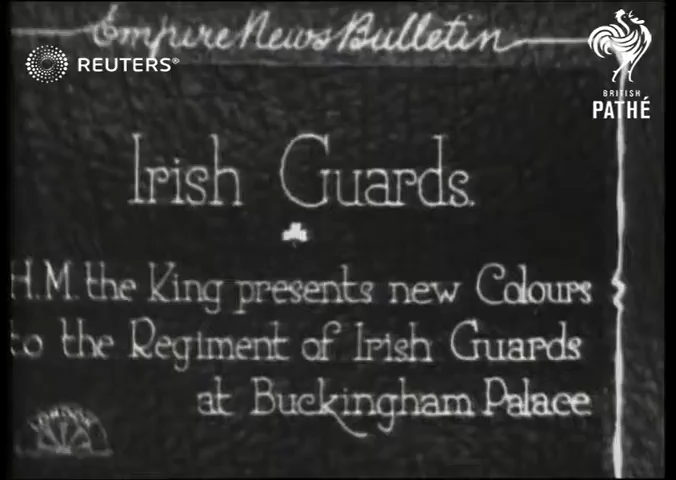 Empire News Bulletin
REUTERS®
BRITISH
PATHÉ
Irish Guards.
H.M. the King presents new Colours
to the Regiment of Irish Guards
at Buckingham Palace